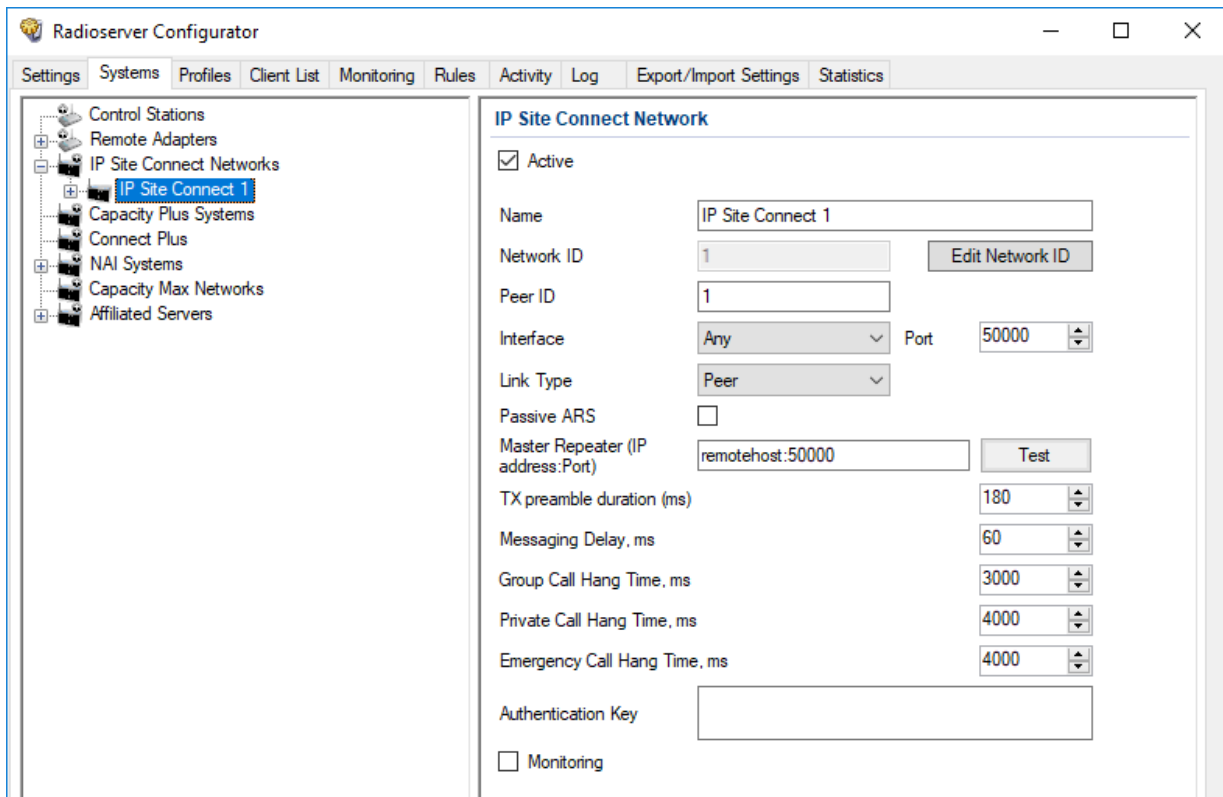 Radioserver Configurator
Settings Systems Profiles Client List Monitoring Rules Activity Log Export/Import Settings Statistics
Control Stations
Remote Adapters
IP Site Connect Networks
IP Site Connect 1
Capacity Plus Systems
Connect Plus
NAI Systems
Capacity Max Networks
Affiliated Servers
IP Site Connect Network
Active
Name IP Site Connect 1
Network ID 1 Edit Network ID
Peer ID 1
Interface Any Port 50000
Link Type Peer
Passive ARS
Master Repeater (IP
address:Port) remotehost:50000 Test
TX preamble duration (ms) 180
Messaging Delay, ms 60
Group Call Hang Time, ms 3000
Private Call Hang Time, ms 4000
Emergency Call Hang Time, ms 4000
Authentication Key
Monitoring